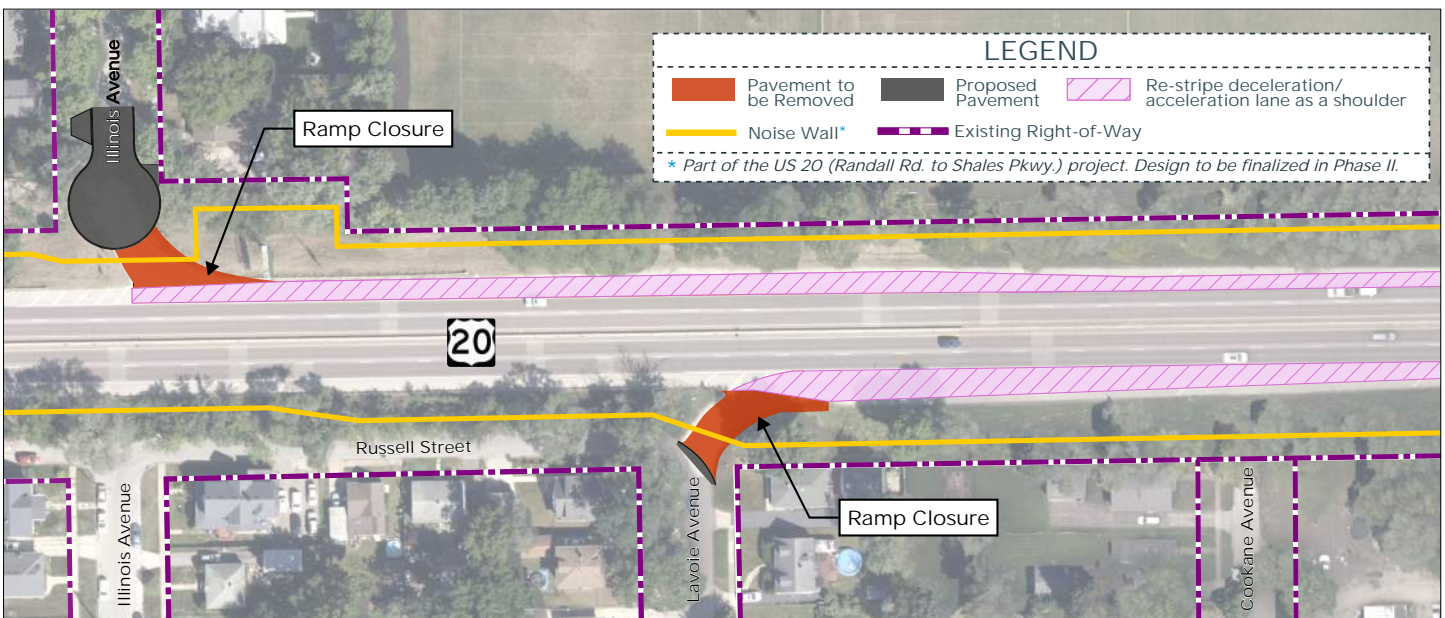 LEGEND
Pavement to
be Removed
Proposed
Pavement
Re-stripe deceleration/
acceleration lane as a shoulder
Noise Wall*
Existing Right-of-Way
* Part of the US 20 (Randall Rd. to Shales Pkwy.) project. Design to be finalized in Phase II.
Illinois Avenue
Ramp Closure
20
Russell Street
Illinois Avenue
Lavoie Avenue
Ramp Closure
Cookane Avenue